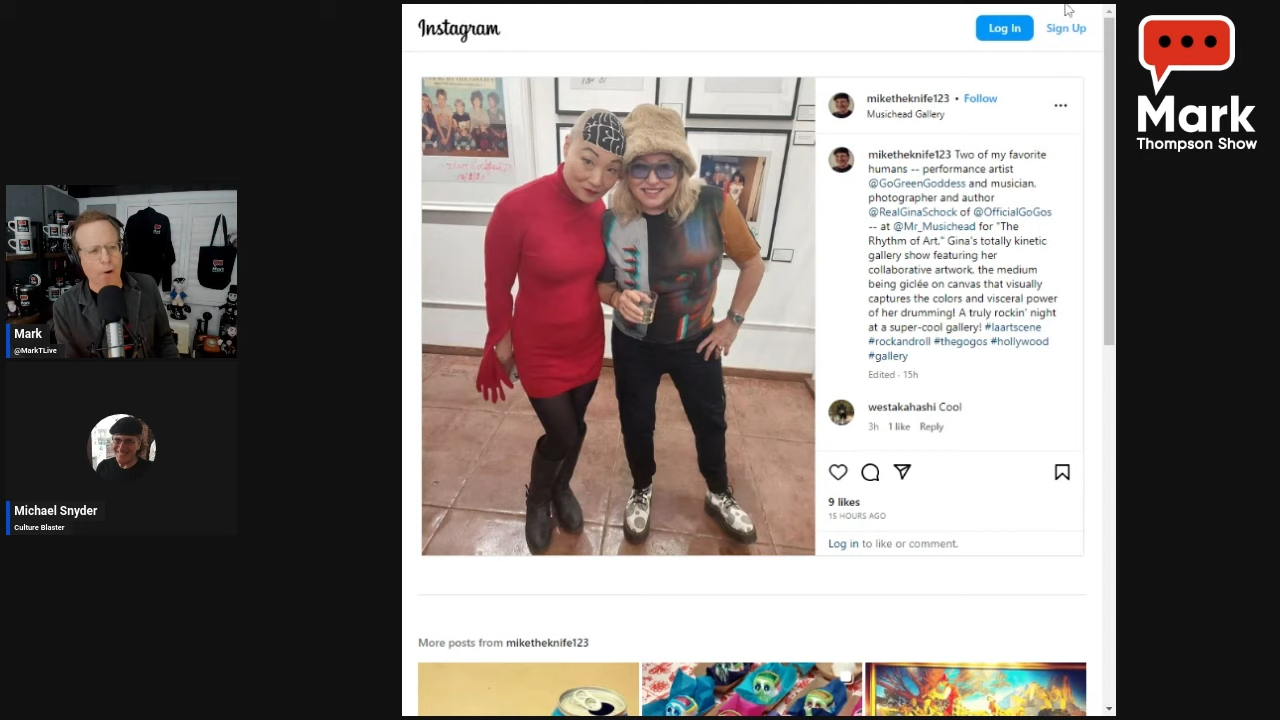 Instagram
Log In
Sign Up
Mark
Thompson Show
miketheknife123 • Follow
Musichead Gallery
miketheknife123 Two of my favorite
humans -- performance artist
@GoGreenGoddess and musician,
photographer and author
@RealGinaSchock of @OfficialGoGos
-- at @Mr_Musichead for "The
Rhythm of Art," Gina's totally kinetic
gallery show featuring her
collaborative artwork, the medium
being giclée on canvas that visually
captures the colors and visceral power
of her drumming! A truly rockin' night
at a super-cool gallery! #laartscene
#rockandroll #thegogos #hollywood
#gallery
Edited · 15h
westakahashi Cool
3h 1 like Reply
9 likes
15 HOURS AGO
Log in to like or comment.
More posts from miketheknife123
Mark
@MarkTLive
Michael Snyder
Culture Blaster